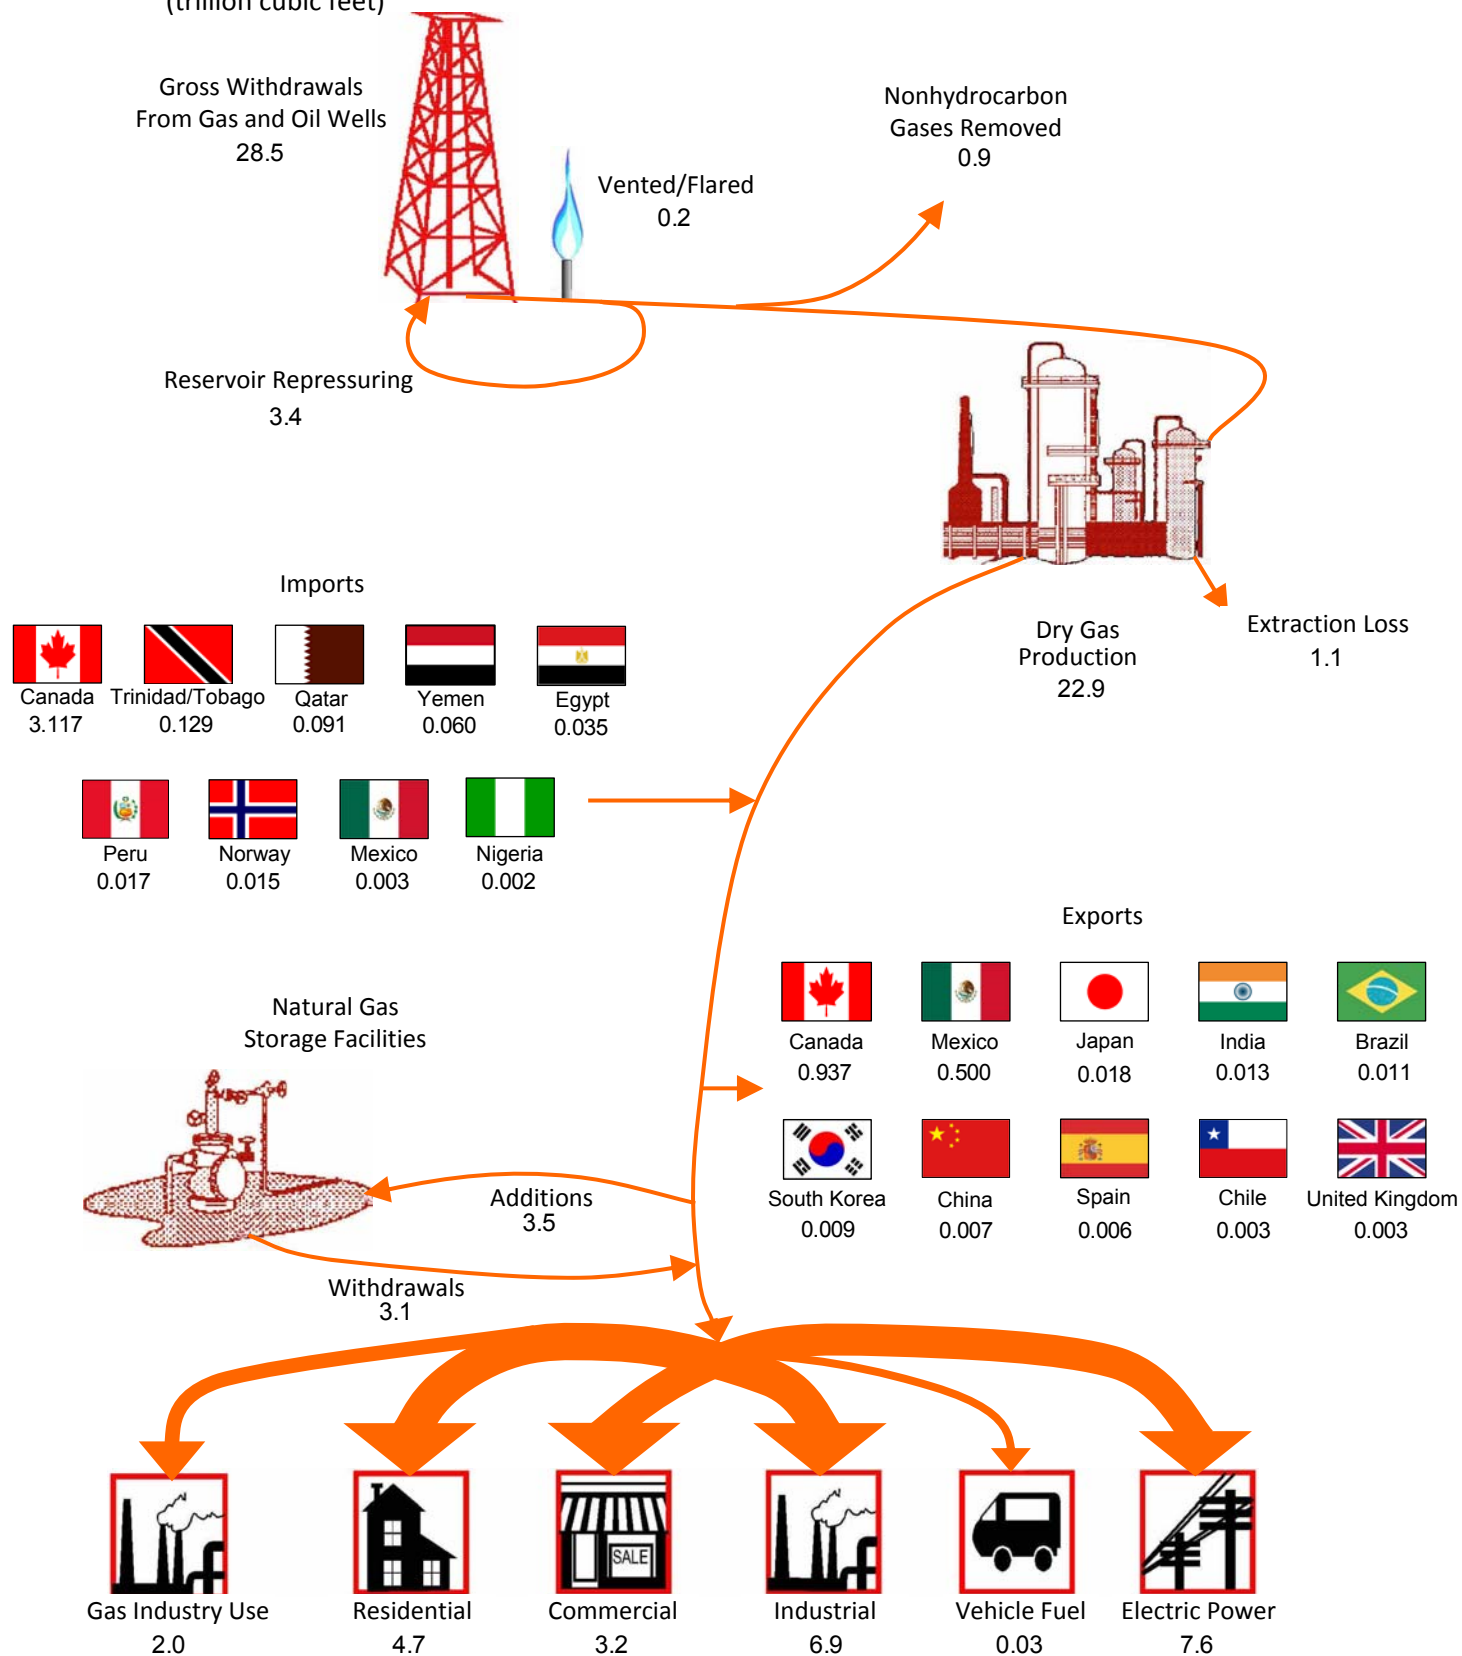 (trillion cubic feet)
Gross Withdrawals
From Gas and Oil Wells
28.5
Nonhydrocarbon
Gases Removed
0.9
Vented/Flared
0.2
Reservoir Repressuring
3.4
Imports
Canada
3.117
Trinidad/Tobago
0.129
Qatar
0.091
Yemen
0.060
Egypt
0.035
Peru
0.017
Norway
0.015
Mexico
0.003
Nigeria
0.002
Dry Gas
Production
22.9
Extraction Loss
1.1
Exports
Canada
0.937
Mexico
0.500
Japan
0.018
India
0.013
Brazil
0.011
South Korea
0.009
China
0.007
Spain
0.006
Chile
0.003
United Kingdom
0.003
Natural Gas
Storage Facilities
Additions
3.5
Withdrawals
3.1
SALE
Gas Industry Use
2.0
Residential
4.7
Commercial
3.2
Industrial
6.9
Vehicle Fuel
0.03
Electric Power
7.6